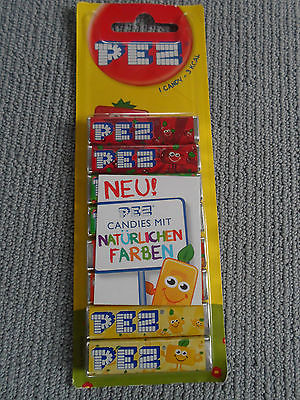 PEZ
1 CANDY = 3 KCAL
PEZ
PEZ
NEU!
PEZ
CANDIES MIT
NATÜRLICHEN
FARBEN
PEZ
PEZ